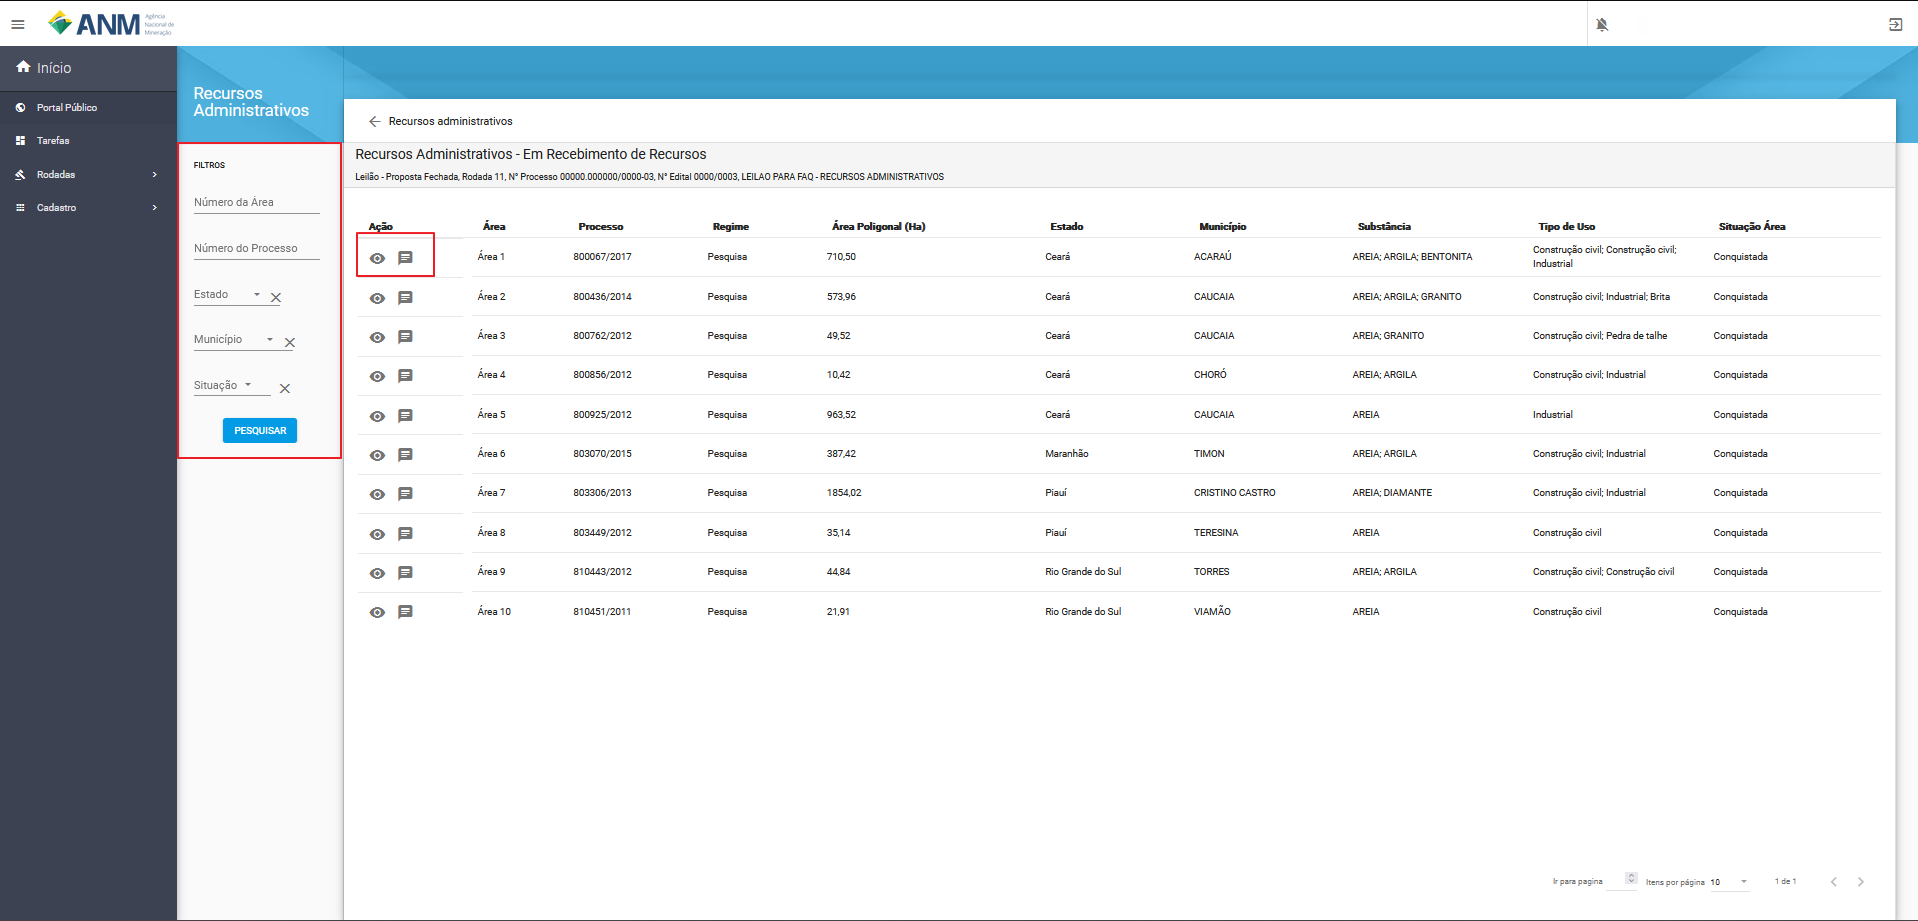 ANM Agência
Nacional de
Mineração
Início
Portal Público
Tarefas
Rodadas
Cadastro
Recursos
Administrativos
FILTROS
Número da Área
Número do Processo
Estado
Município
Situação
PESQUISAR
Recursos administrativos
Recursos Administrativos - Em Recebimento de Recursos
Leilão - Proposta Fechada, Rodada 11, N° Processo 00000.000000/0000-03, N° Edital 0000/0003, LEILAO PARA FAQ - RECURSOS ADMINISTRATIVOS
Ação Área Processo Regime Área Poligonal (Ha) Estado Município Substância Tipo de Uso Situação Área
Área 1 800067/2017 Pesquisa 710,50 Ceará ACARAÚ AREIA; ARGILA; BENTONITA Construção civil; Construção civil; Conquistada
Industrial
Área 2 800436/2014 Pesquisa 573,96 Ceará CAUCAIA AREIA; ARGILA; GRANITO Construção civil; Industrial; Brita Conquistada
Área 3 800762/2012 Pesquisa 49,52 Ceará CAUCAIA AREIA; GRANITO Construção civil; Pedra de talhe Conquistada
Área 4 800856/2012 Pesquisa 10,42 Ceará CHORÓ AREIA; ARGILA Construção civil; Industrial Conquistada
Área 5 800925/2012 Pesquisa 963,52 Ceará CAUCAIA AREIA Industrial Conquistada
Área 6 803070/2015 Pesquisa 387,42 Maranhão TIMON AREIA; ARGILA Construção civil; Industrial Conquistada
Área 7 803306/2013 Pesquisa 1854,02 Piauí CRISTINO CASTRO AREIA; DIAMANTE Construção civil; Industrial Conquistada
Área 8 803449/2012 Pesquisa 35,14 Piauí TERESINA AREIA Construção civil Conquistada
Área 9 810443/2012 Pesquisa 44,84 Rio Grande do Sul TORRES AREIA; ARGILA Construção civil; Construção civil Conquistada
Área 10 810451/2011 Pesquisa 21,91 Rio Grande do Sul VIAMÃO AREIA Construção civil Conquistada
Ir para pagina Itens por página 10 1 de 1